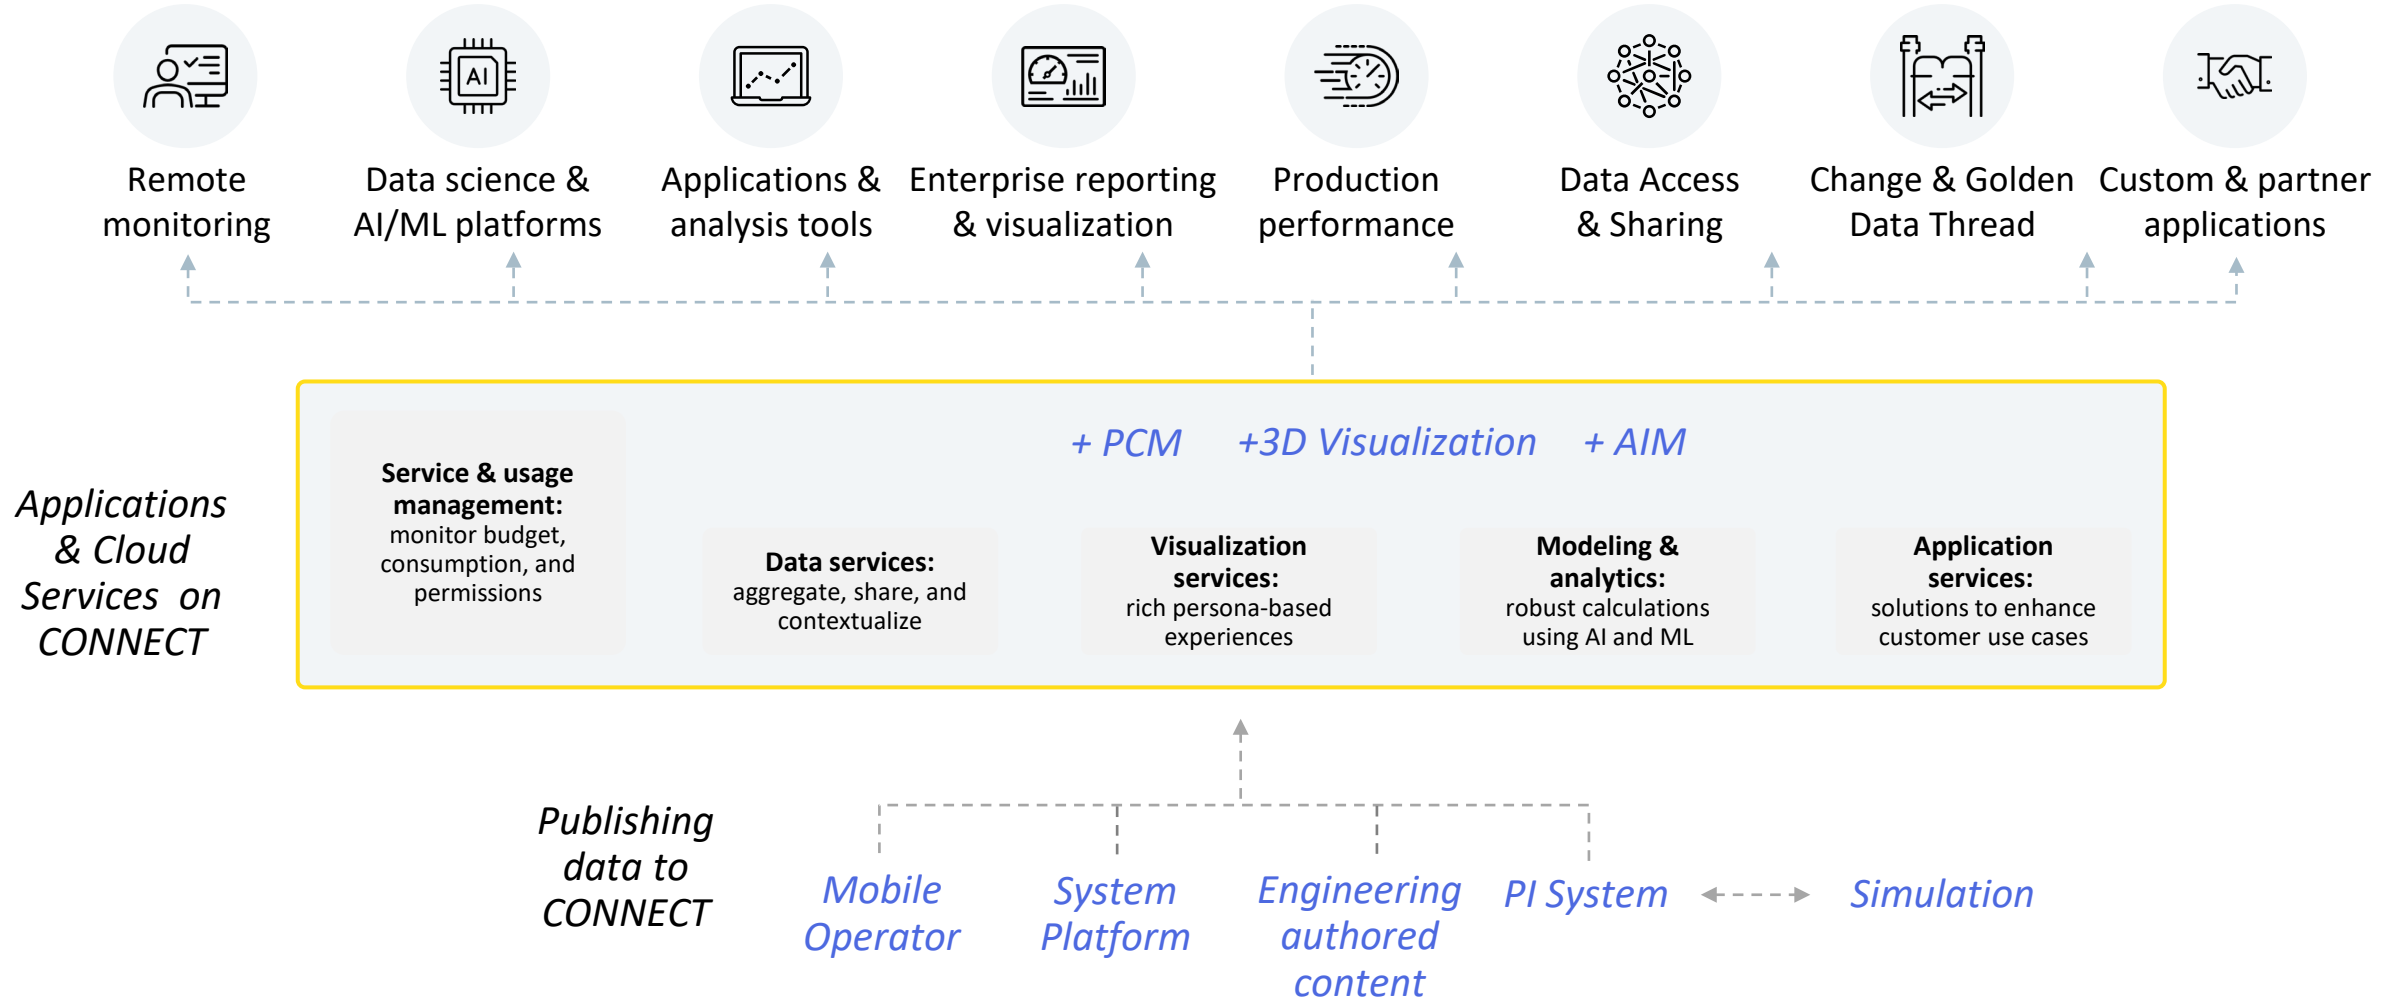 AI
Remote
monitoring
Data science &
AI/ML platforms
Applications &
analysis tools
Enterprise reporting
& visualization
Production
performance
Data Access
& Sharing
Change & Golden
Data Thread
Custom & partner
applications
Applications
& Cloud
Services on
CONNECT
Service & usage
management:
monitor budget,
consumption, and
permissions
+ PCM
+3D Visualization
+ AIM
Data services:
aggregate, share, and
contextualize
Visualization
services:
rich persona-based
experiences
Modeling &
analytics:
robust calculations
using AI and ML
Application
services:
solutions to enhance
customer use cases
Publishing
data to
CONNECT
Mobile
Operator
System
Platform
Engineering
authored
content
PI System
Simulation